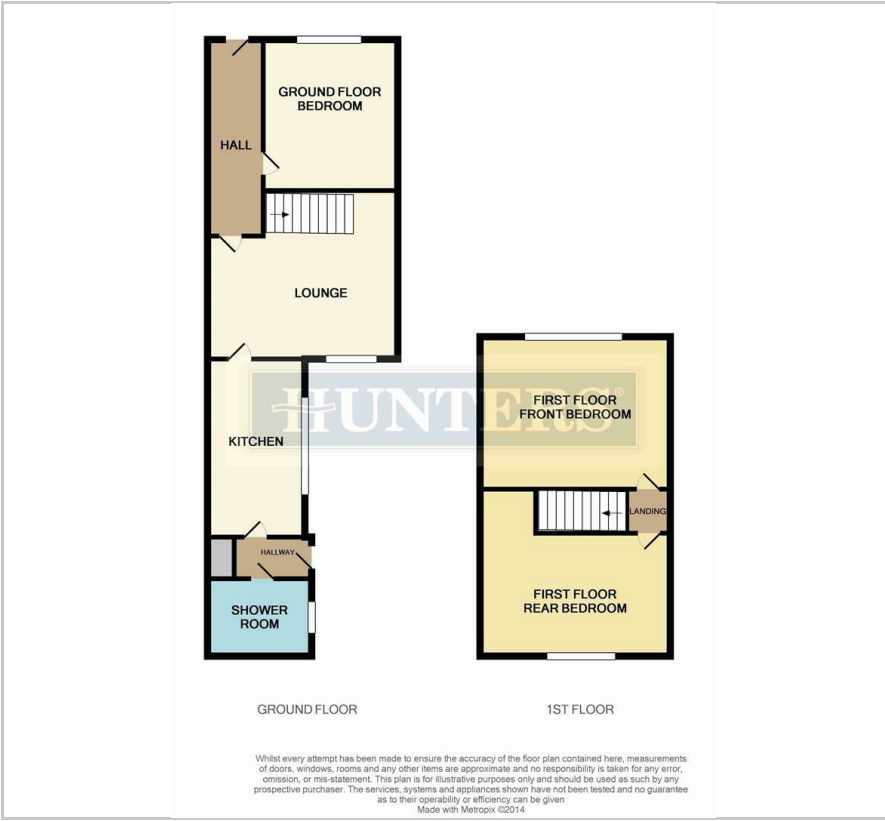 GROUND FLOOR
BEDROOM
HALL
LOUNGE
HUNTERS®
KITCHEN
HALLWAY
SHOWER
ROOM
GROUND FLOOR
FIRST FLOOR
FRONT BEDROOM
LANDING
FIRST FLOOR
REAR BEDROOM
1ST FLOOR
Whilst every attempt has been made to ensure the accuracy of the floor plan contained here, measurements
of doors, windows, rooms and any other items are approximate and no responsibility is taken for any error,
omission, or mis-statement. This plan is for illustrative purposes only and should be used as such by any
prospective purchaser. The services, systems and appliances shown have not been tested and no guarantee
as to their operability or efficiency can be given
Made with Metropix ©2014